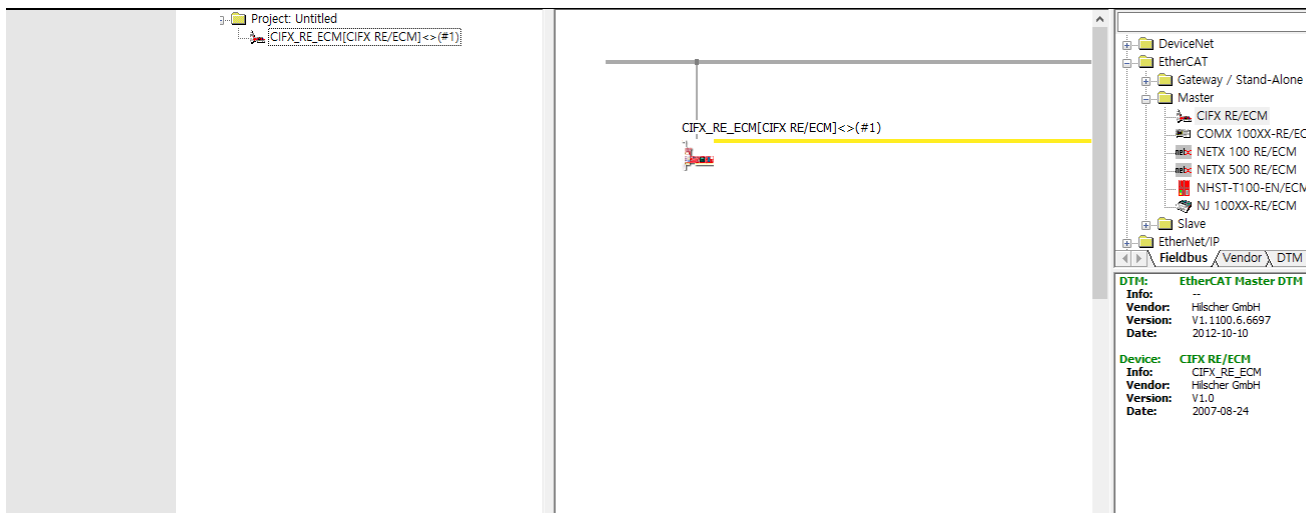 Project: Untitled
CIFX_RE_ECM[CIFX RE/ECM]<>(#1)
CIFX_RE_ECM[CIFX RE/ECM]<>(#1)
DeviceNet
EtherCAT
Gateway / Stand-Alone
Master
CIFX RE/ECM
COMX 100XX-RE/EC
NETX 100 RE/ECM
NETX 500 RE/ECM
NHST-T100-EN/ECM
NJ 100XX-RE/ECM
Slave
EtherNet/IP
Fieldbus Vendor DTM
DTM: EtherCAT Master DTM
Info: --
Vendor: Hilscher GmbH
Version: V1.1100.6.6697
Date: 2012-10-10
Device: CIFX RE/ECM
Info: CIFX_RE_ECM
Vendor: Hilscher GmbH
Version: V1.0
Date: 2007-08-24